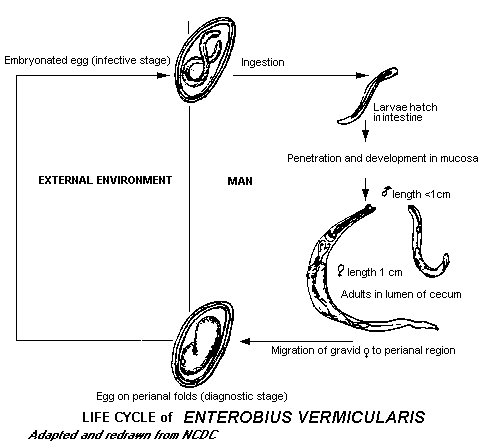 Embryonated egg (infective stage)
Ingestion
Larvae hatch
in intestine
Penetration and development in mucosa
EXTERNAL ENVIRONMENT
MAN
♂ length <1cm
♀ length 1 cm
Adults in lumen of cecum
Migration of gravid ♀ to perianal region
Egg on perianal folds (diagnostic stage)
LIFE CYCLE of ENTEROBIUS VERMICULARIS
Adapted and redrawn from NCDC